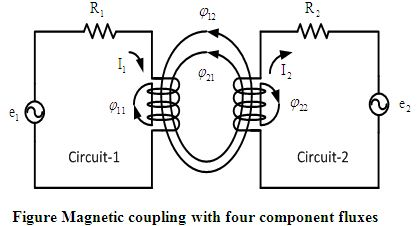 R₁
φ₁₂
R₂
I₁
φ₂₁
I₂
e₁
φ₁₁
φ₂₂
e₂
Circuit-1
Circuit-2
Figure Magnetic coupling with four component fluxes